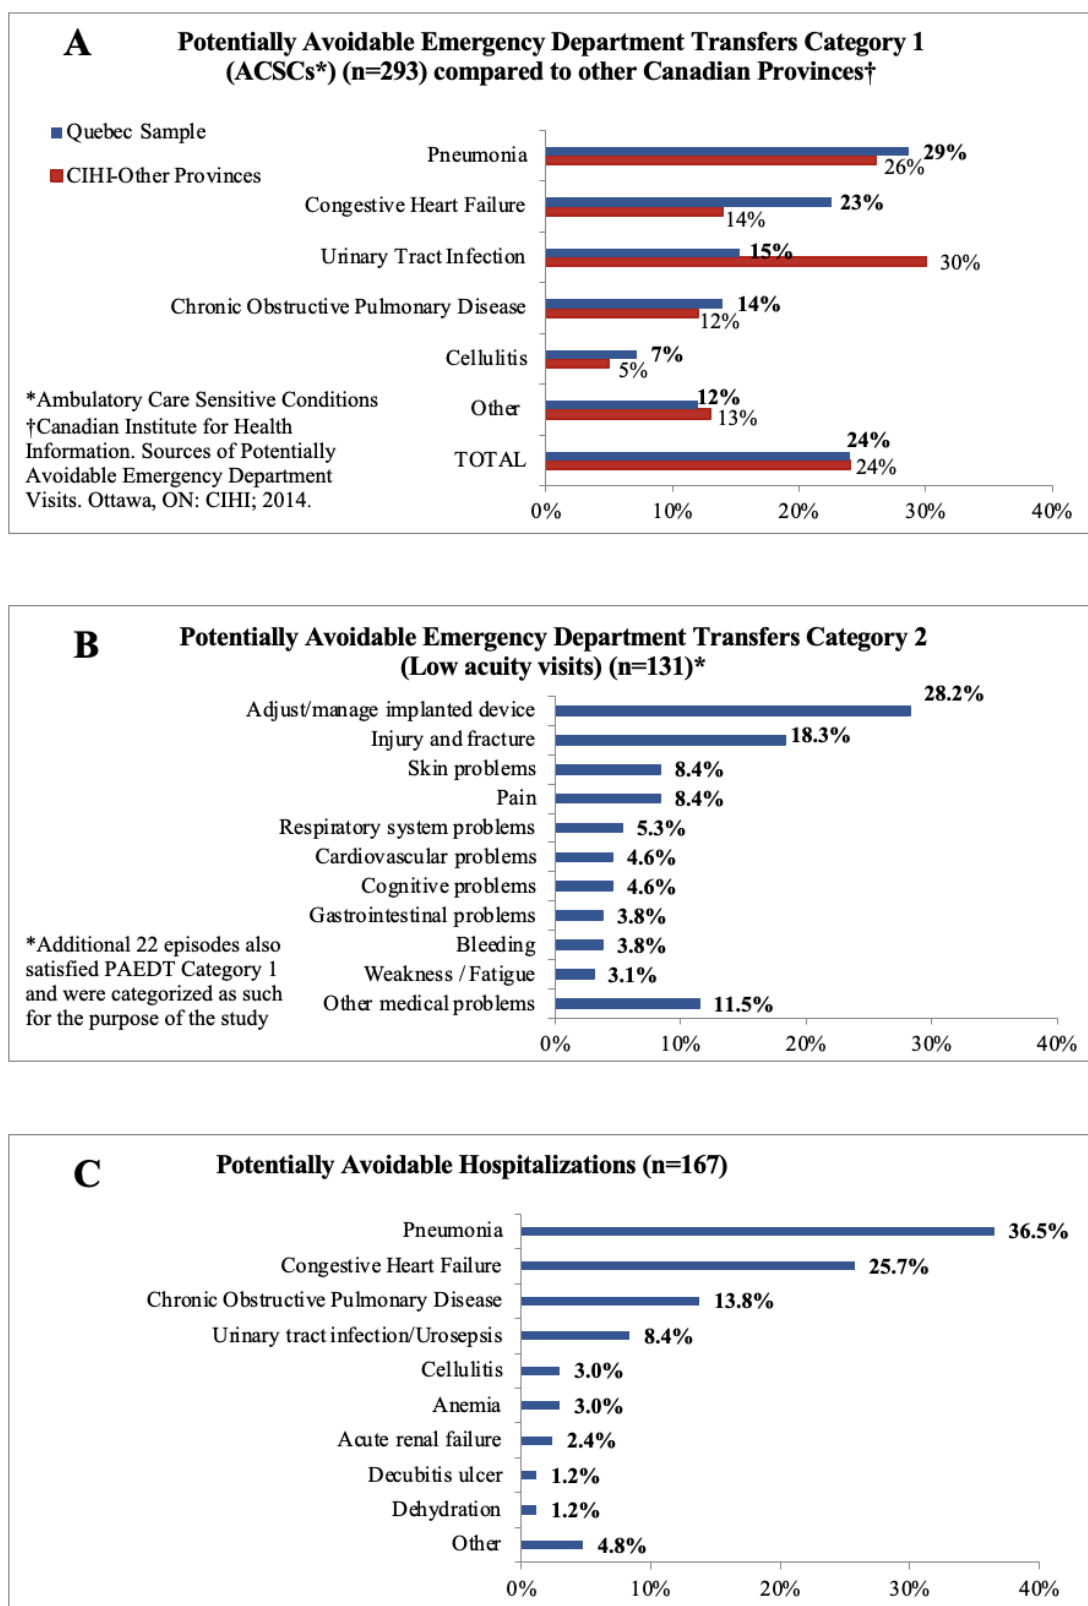 A
Potentially Avoidable Emergency Department Transfers Category 1
(ACSCs*) (n=293) compared to other Canadian Provinces†
Quebec Sample
CIHI-Other Provinces
Pneumonia 29%
26%
Congestive Heart Failure 23%
14%
Urinary Tract Infection 15%
30%
Chronic Obstructive Pulmonary Disease 14%
12%
Cellulitis 7%
5%
Other 12%
13%
TOTAL 24%
24%
0% 10% 20% 30% 40%
*Ambulatory Care Sensitive Conditions
†Canadian Institute for Health
Information. Sources of Potentially
Avoidable Emergency Department
Visits. Ottawa, ON: CIHI; 2014.
B
Potentially Avoidable Emergency Department Transfers Category 2
(Low acuity visits) (n=131)*
Adjust/manage implanted device 28.2%
Injury and fracture 18.3%
Skin problems 8.4%
Pain 8.4%
Respiratory system problems 5.3%
Cardiovascular problems 4.6%
Cognitive problems 4.6%
Gastrointestinal problems 3.8%
Bleeding 3.8%
Weakness / Fatigue 3.1%
Other medical problems 11.5%
0% 10% 20% 30% 40%
*Additional 22 episodes also
satisfied PAEDT Category 1
and were categorized as such
for the purpose of the study
C
Potentially Avoidable Hospitalizations (n=167)
Pneumonia 36.5%
Congestive Heart Failure 25.7%
Chronic Obstructive Pulmonary Disease 13.8%
Urinary tract infection/Urosepsis 8.4%
Cellulitis 3.0%
Anemia 3.0%
Acute renal failure 2.4%
Decubitis ulcer 1.2%
Dehydration 1.2%
Other 4.8%
0% 10% 20% 30% 40%